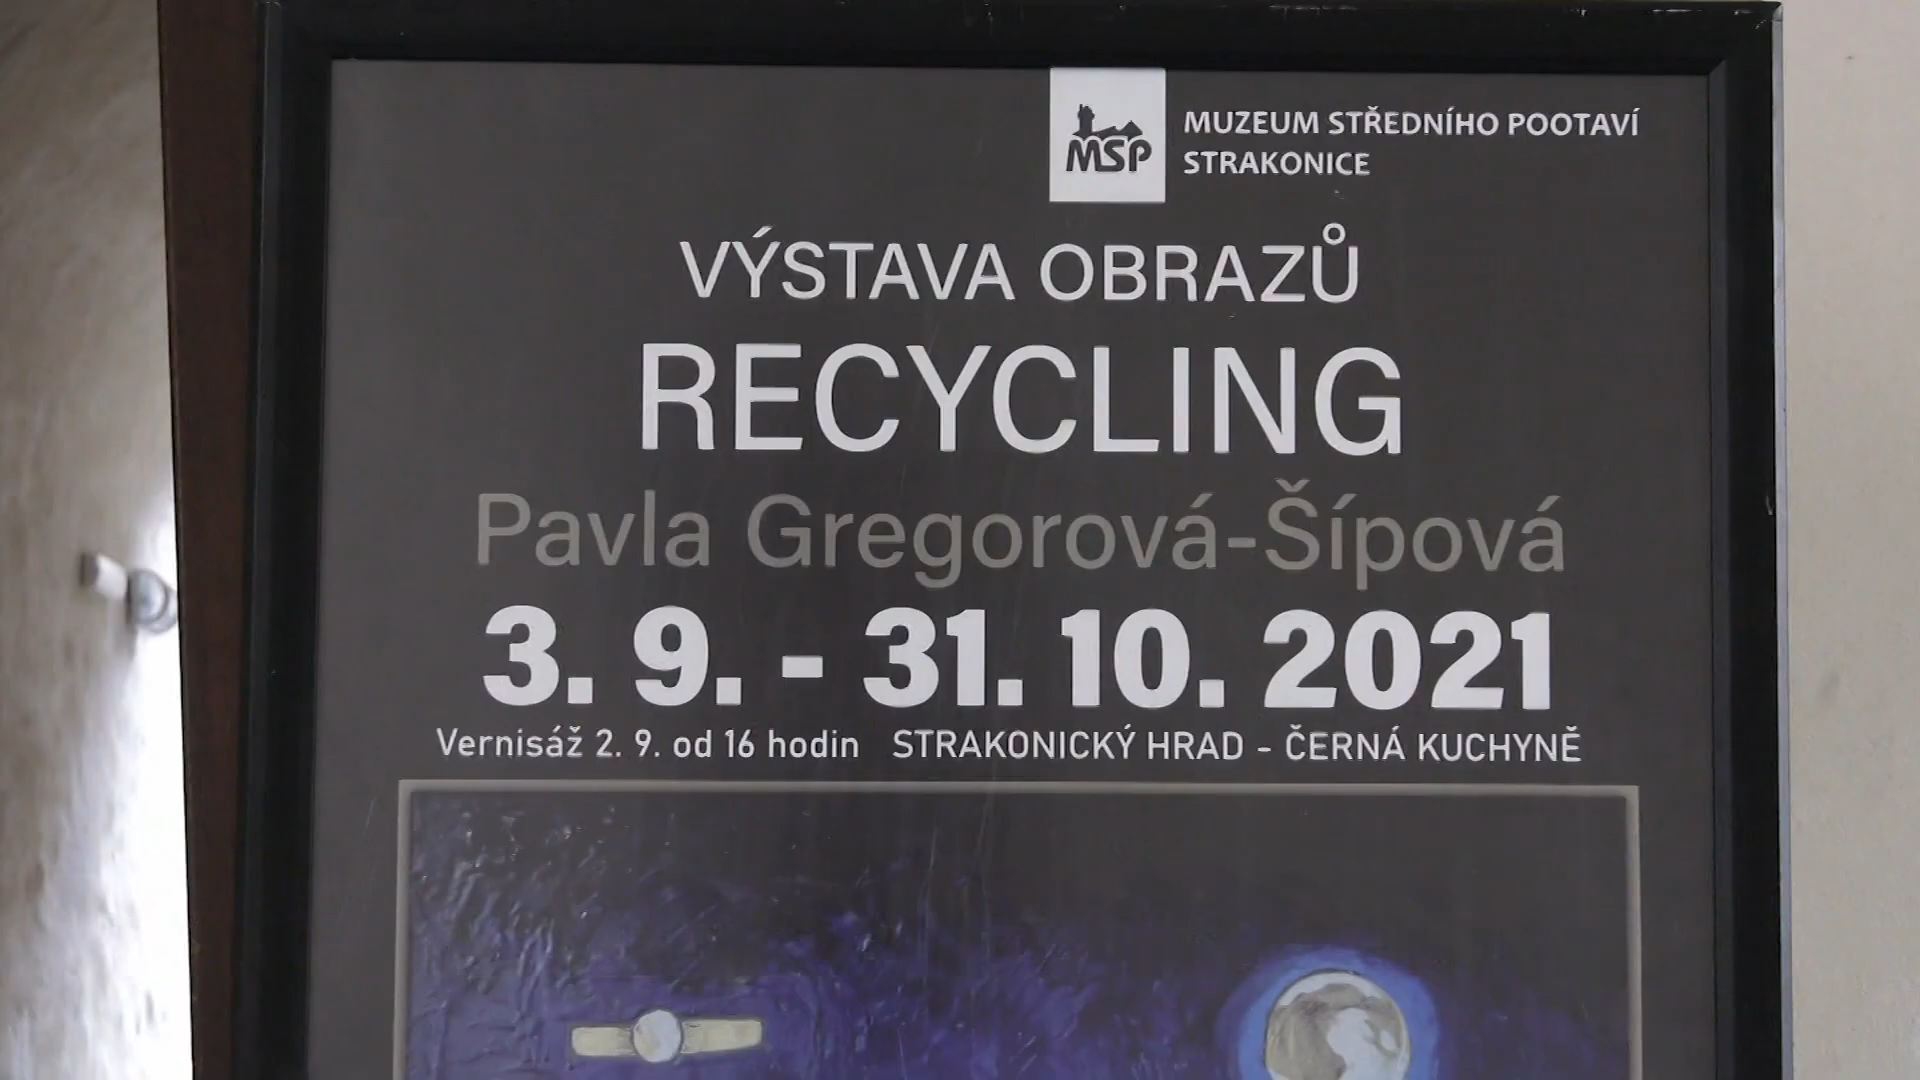 MSP
MUZEUM STŘEDNÍHO POOTAVÍ
STRAKONICE
VÝSTAVA OBRAZŮ
RECYCLING
Pavla Gregorová-Šípová
3. 9. - 31. 10. 2021
Vernisáž 2. 9. od 16 hodin STRAKONICKÝ HRAD - ČERNÁ KUCHYNĚ